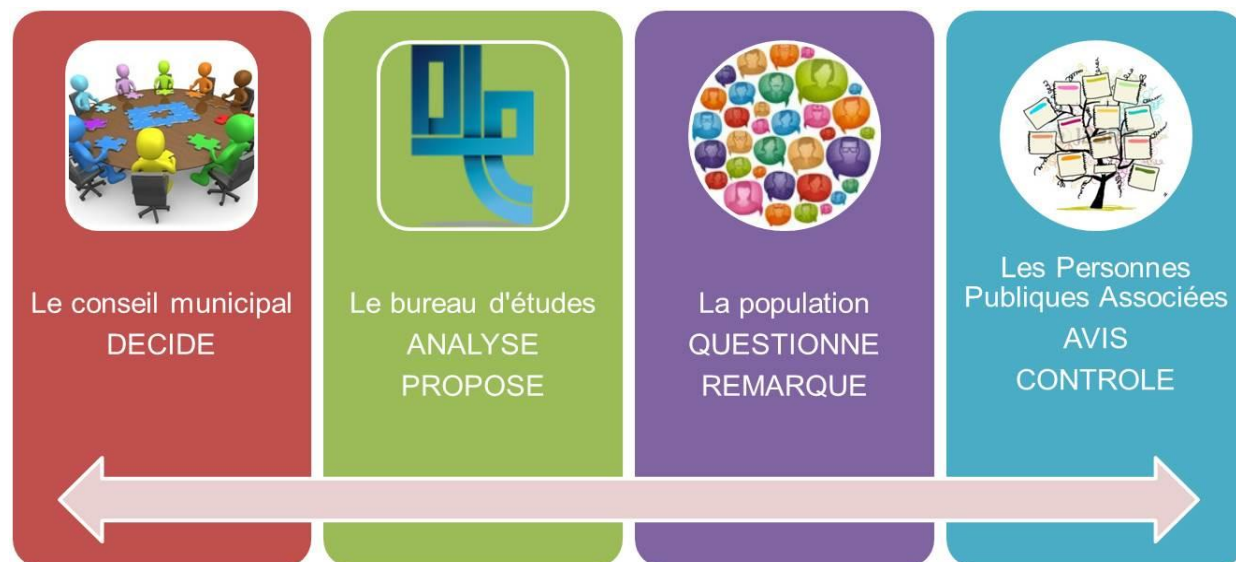 Le conseil municipal
DECIDE
Le bureau d'études
ANALYSE
PROPOSE
La population
QUESTIONNE
REMARQUE
Les Personnes
Publiques Associées
AVIS
CONTROLE